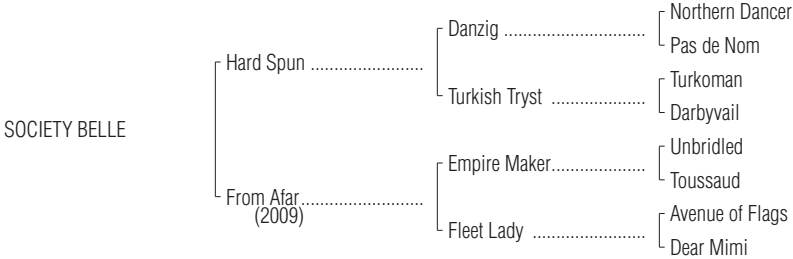 Northern Dancer
Danzig ..............................
Pas de Nom
Hard Spun ........................
Turkoman
Turkish Tryst ....................
Darbyvail
SOCIETY BELLE
Unbridled
Empire Maker....................
Toussaud
From Afar..........................
(2009)
Avenue of Flags
Fleet Lady ........................
Dear Mimi